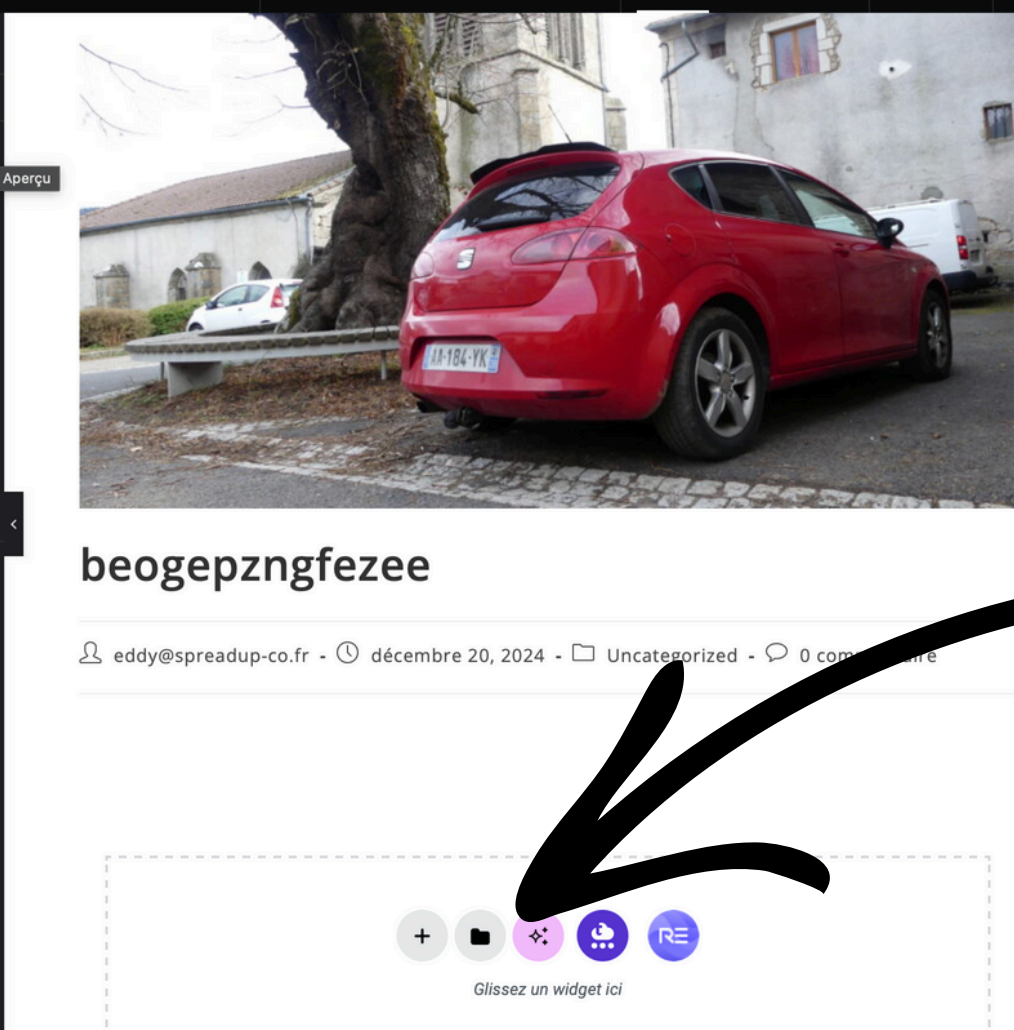 Aperçu
AA-184-YK
beogepzngfezee
eddy@spreadup-co.fr - décembre 20, 2024 - Uncategorized - 0 commentaire
RE
Glissez un widget ici